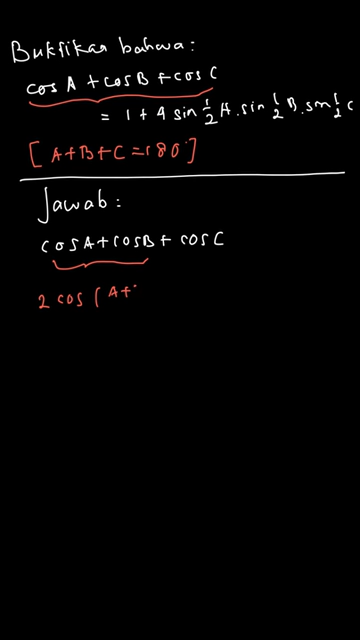 Buktikan bahwa:
cos A + cos B + cos C
= 1 + 4 sin ½ A . sin ½ B . sin ½ C
[ A + B + C = 180° ]
Jawab:
cos A + cos B + cos C
2 cos ( A +